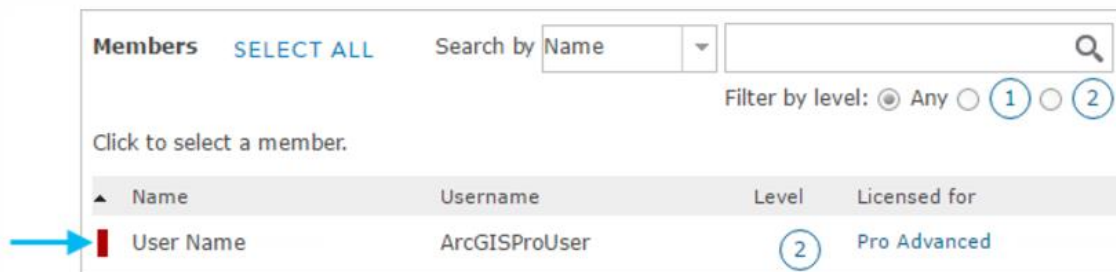 Members SELECT ALL Search by Name
Filter by level: Any 1 2
Click to select a member.
Name Username Level Licensed for
User Name ArcGISProUser 2 Pro Advanced